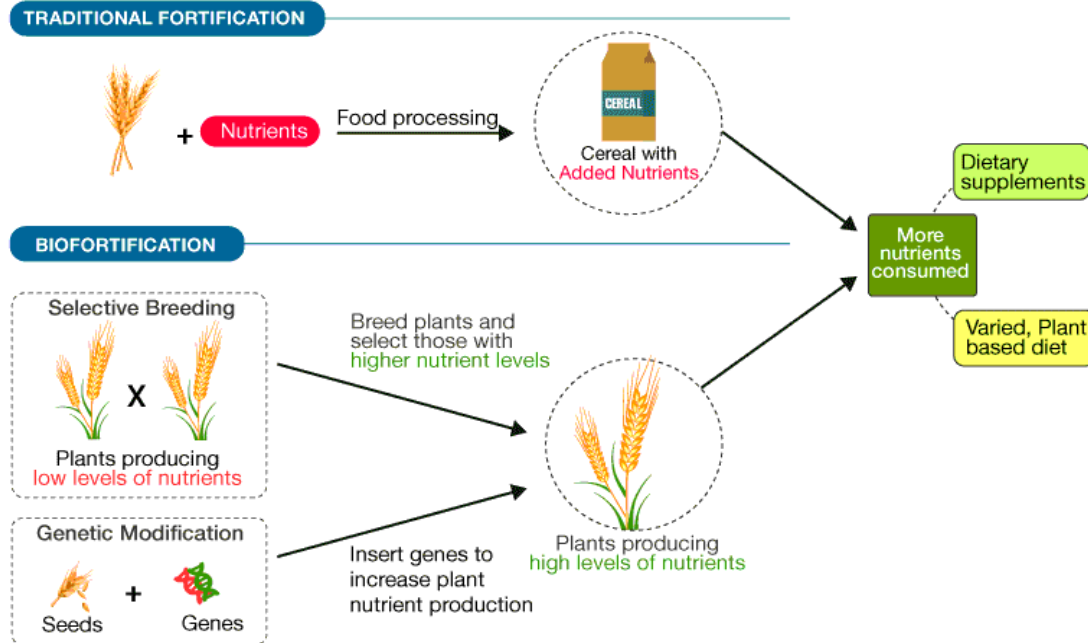 TRADITIONAL FORTIFICATION
+
Nutrients
Food processing
CEREAL
Cereal with
Added Nutrients
Dietary
supplements
More
nutrients
consumed
Varied, Plant
based diet
BIOFORTIFICATION
Selective Breeding
X
Plants producing
low levels of nutrients
Breed plants and
select those with
higher nutrient levels
Genetic Modification
+
Seeds
Genes
Insert genes to
increase plant
nutrient production
Plants producing
high levels of nutrients